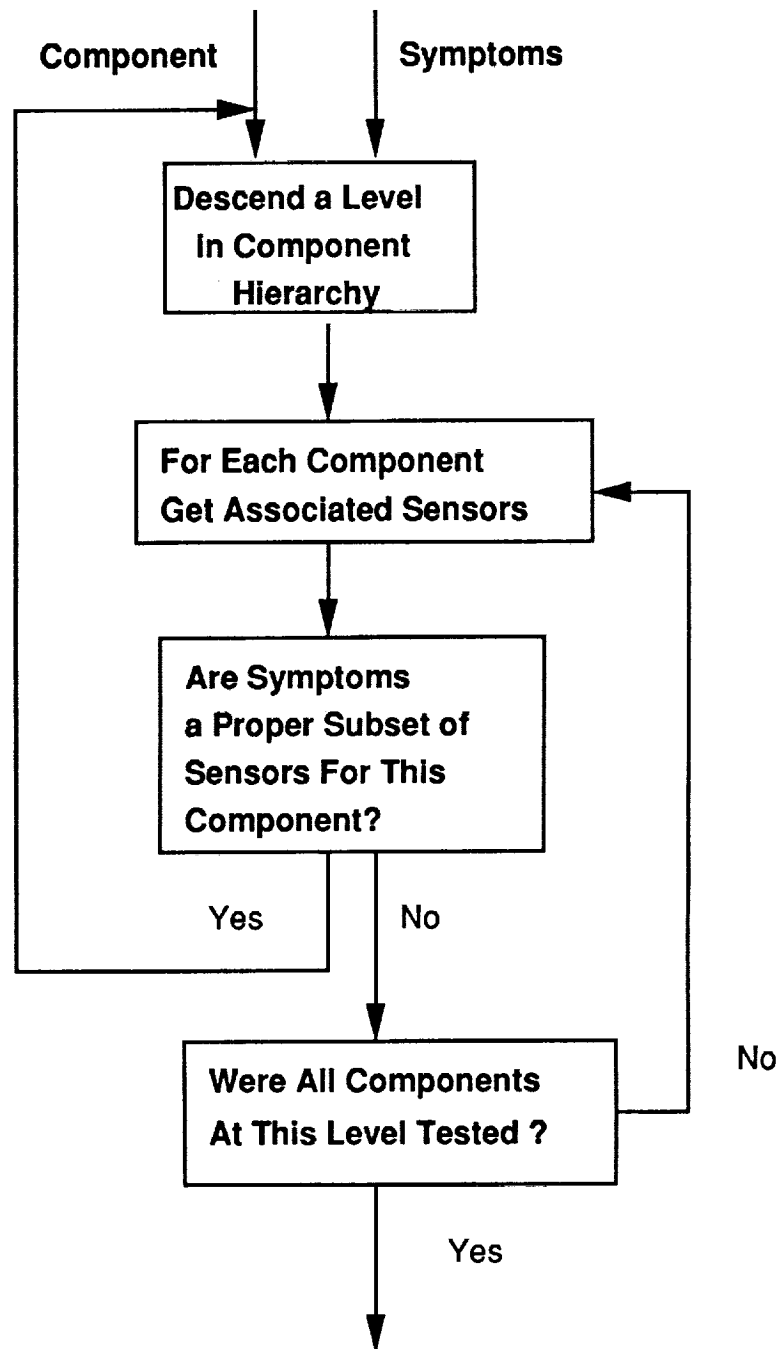 Component
Symptoms
Descend a Level
In Component
Hierarchy
For Each Component
Get Associated Sensors
Are Symptoms
a Proper Subset of
Sensors For This
Component?
Yes
No
Were All Components
At This Level Tested ?
No
Yes